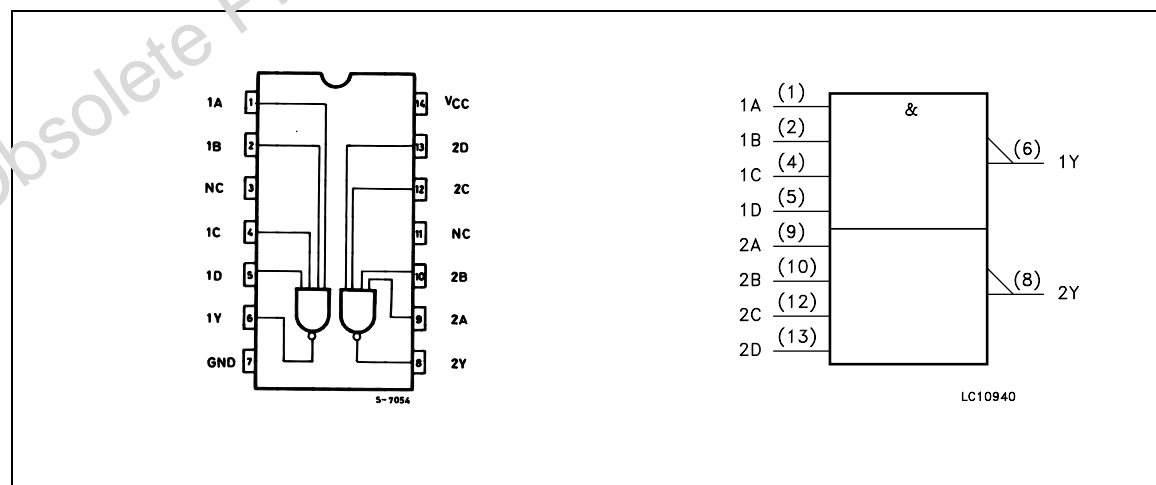 Obsolete
1A 1 14 VCC
1B 2 13 2D
NC 3 12 2C
1C 4 11 NC
1D 5 10 2B
1Y 6 9 2A
GND 7 8 2Y
S-7054
&
1A (1)
1B (2)
1C (4)
1D (5)
(6) 1Y
2A (9)
2B (10)
2C (12)
2D (13)
(8) 2Y
LC10940